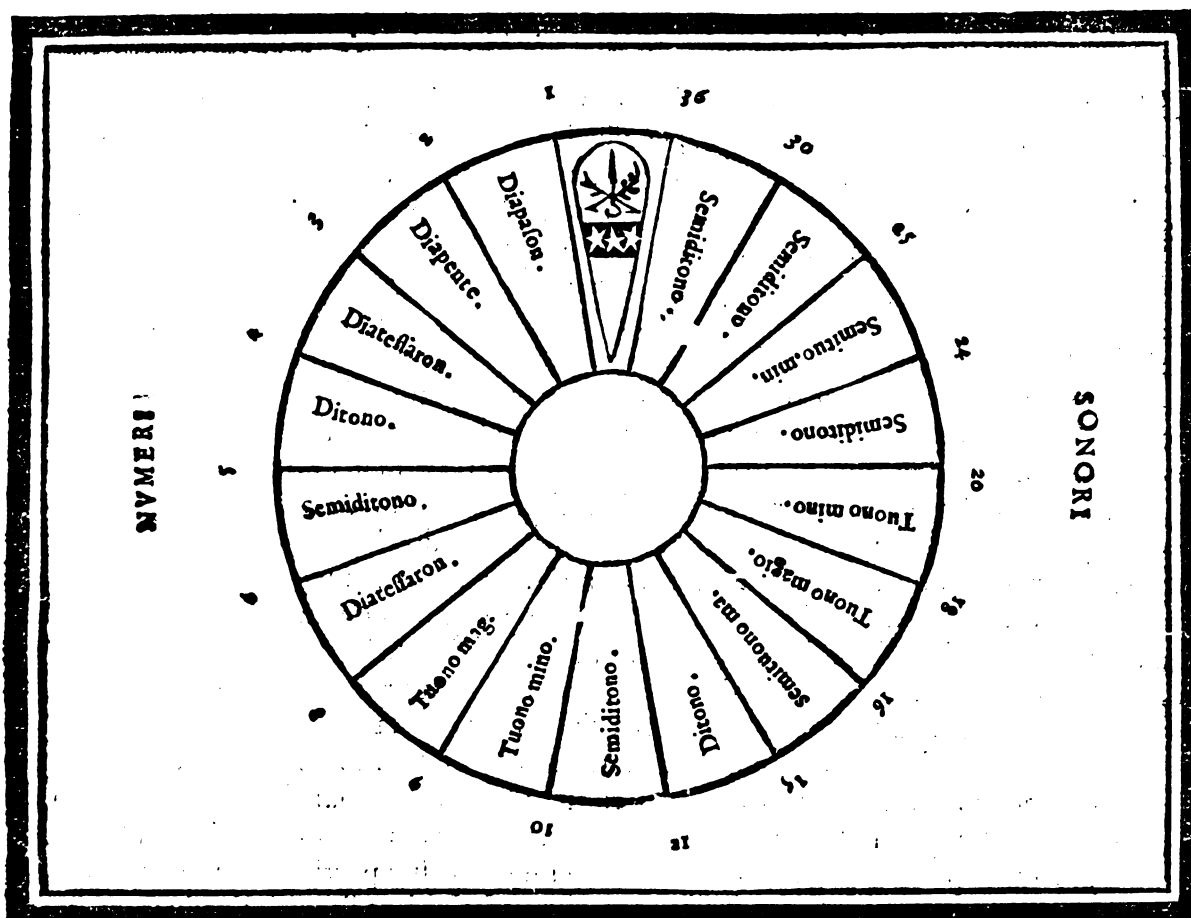 NVMERI
SONORI
1
Diapaſon.
2
Diapente.
3
Diateſſaron.
4
Ditono.
5
Semiditono.
6
Diateſſaron.
8
Tuono mag.
9
Tuono mino.
10
Semiditono.
12
Ditono.
15
semituono ma.
16
Tuono magio.
18
Tuono mino.
20
Semiditono.
24
Semituo.min.
25
Semiditono.
30
Semiditono.
36